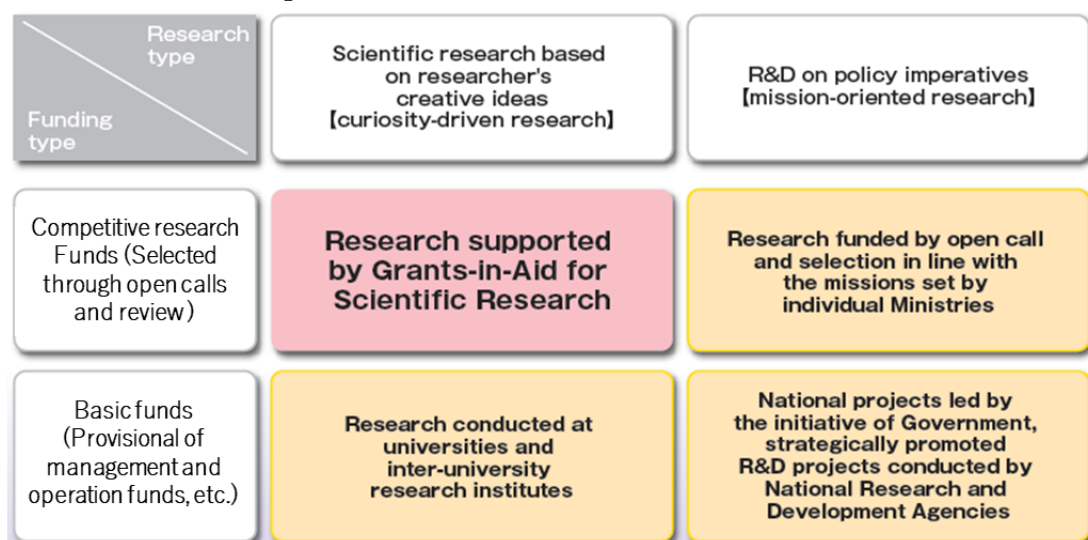 Research
type
Funding
type
Scientific research based
on researcher's
creative ideas
【curiosity-driven research】
R&D on policy imperatives
【mission-oriented research】
Competitive research
Funds (Selected
through open calls
and review)
Research supported
by Grants-in-Aid for
Scientific Research
Research funded by open call
and selection in line with
the missions set by
individual Ministries
Basic funds
(Provisional of
management and
operation funds, etc.)
Research conducted at
universities and
inter-university
research institutes
National projects led by
the initiative of Government,
strategically promoted
R&D projects conducted by
National Research and
Development Agencies